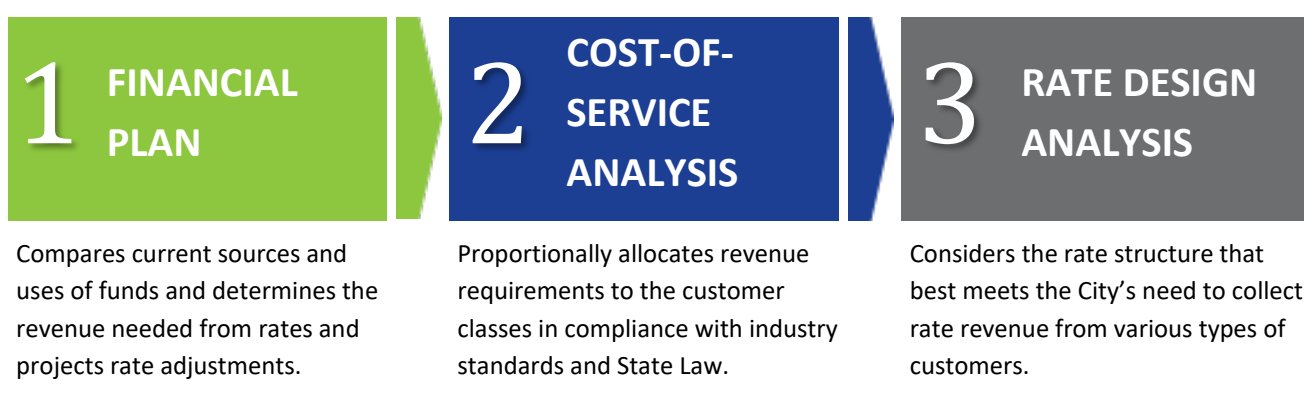 1
FINANCIAL
PLAN
Compares current sources and
uses of funds and determines the
revenue needed from rates and
projects rate adjustments.
2
COST-OF-
SERVICE
ANALYSIS
Proportionally allocates revenue
requirements to the customer
classes in compliance with industry
standards and State Law.
3
RATE DESIGN
ANALYSIS
Considers the rate structure that
best meets the City’s need to collect
rate revenue from various types of
customers.